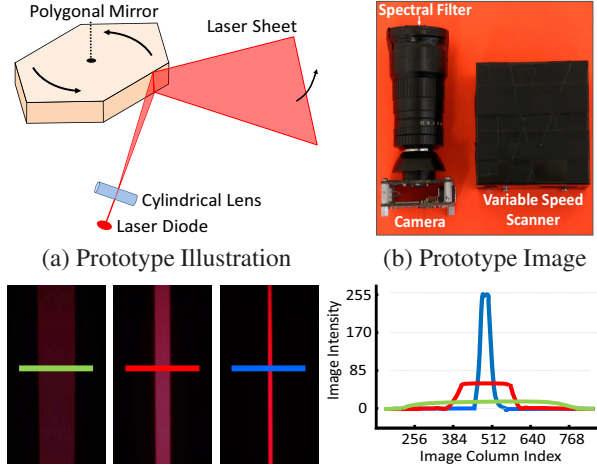 Polygonal Mirror
Laser Sheet
Cylindrical Lens
Laser Diode
(a) Prototype Illustration
Spectral Filter
Camera
Variable Speed
Scanner
(b) Prototype Image
Image Intensity
255
170
85
0
256 384 512 640 768
Image Column Index